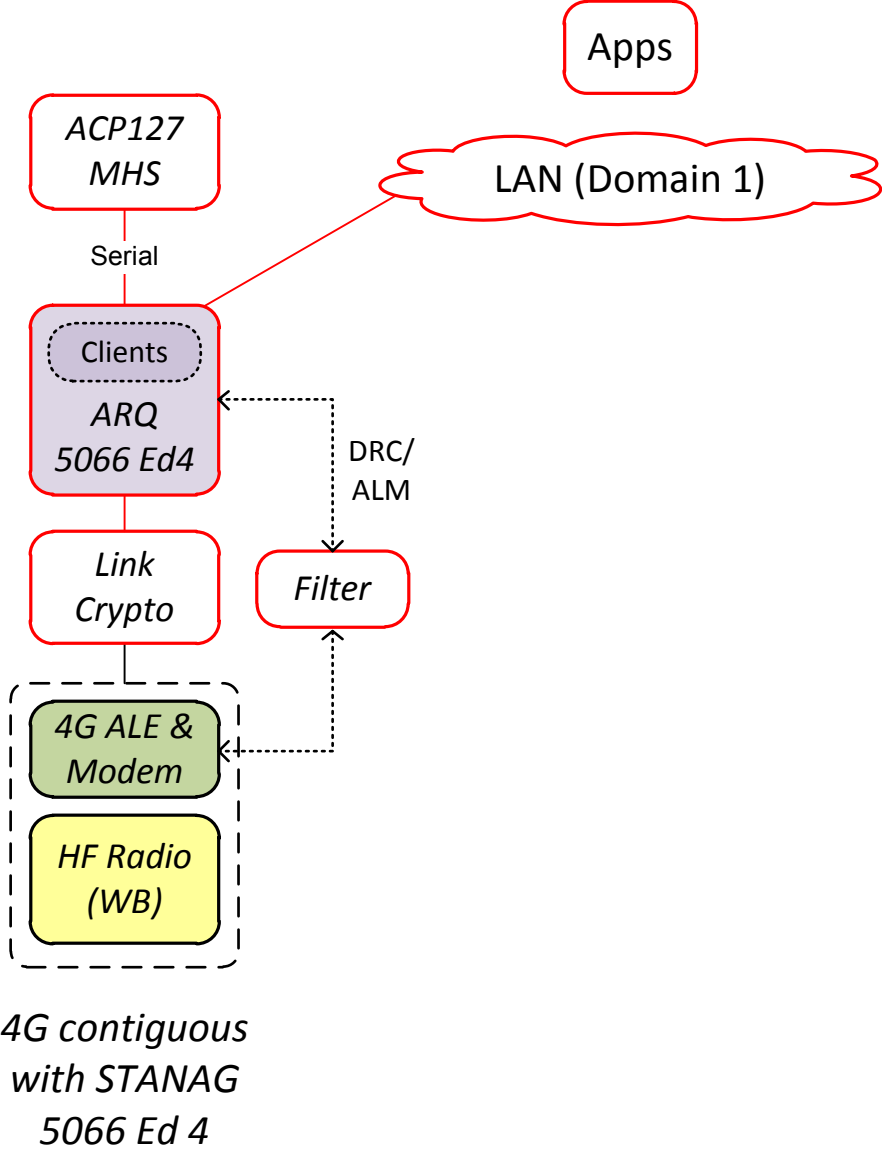 Apps
ACP127
MHS
LAN (Domain 1)
Serial
Clients
ARQ
5066 Ed4
DRC/
ALM
Link
Crypto
Filter
4G ALE &
Modem
HF Radio
(WB)
4G contiguous
with STANAG
5066 Ed 4